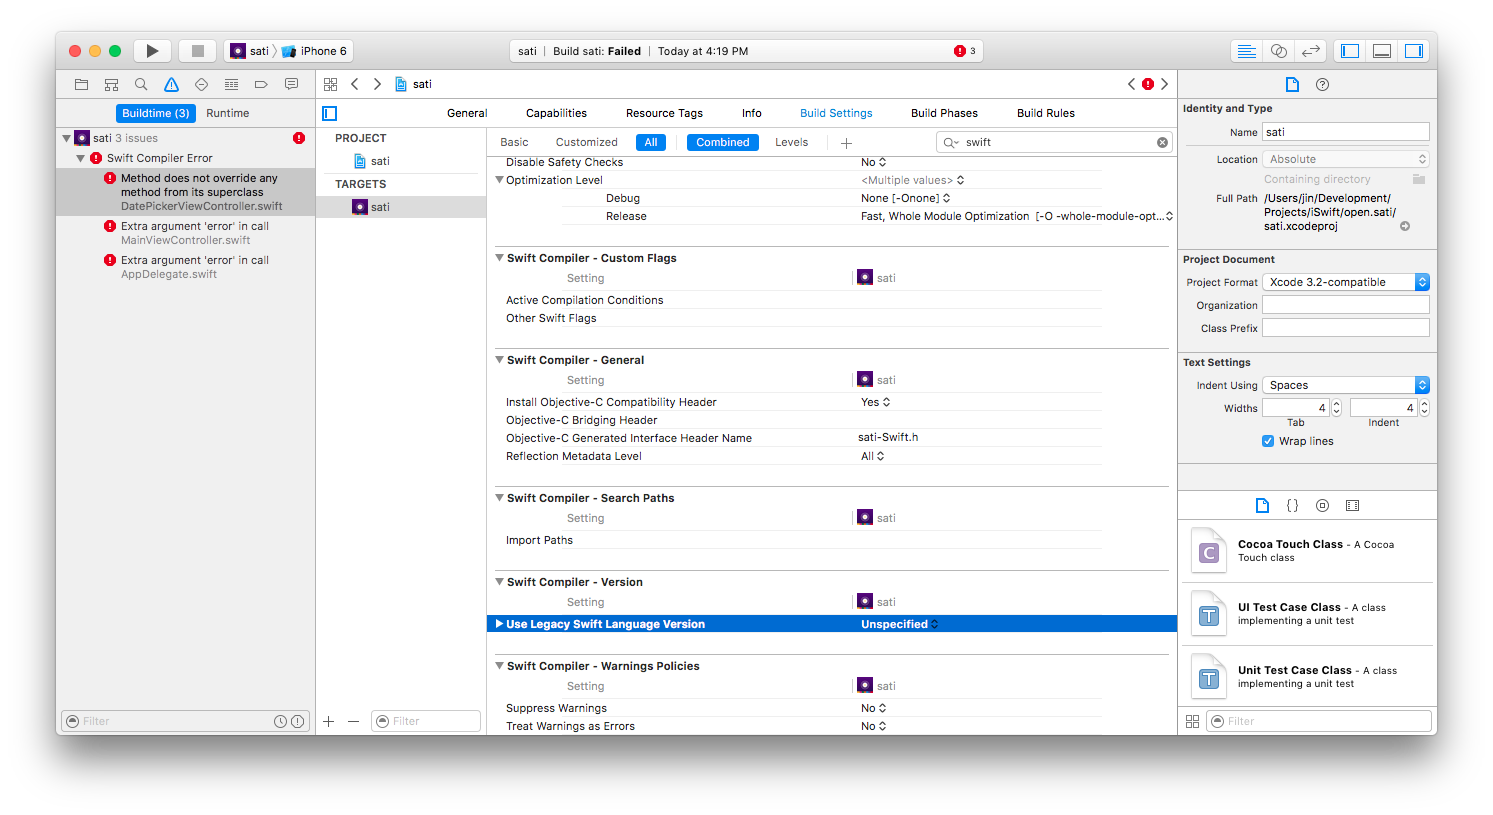 sati
iPhone 6
sati | Build sati: Failed | Today at 4:19 PM
3
sati
Buildtime (3)
Runtime
sati 3 issues
Swift Compiler Error
Method does not override any
method from its superclass
DatePickerViewController.swift
Extra argument 'error' in call
MainViewController.swift
Extra argument 'error' in call
AppDelegate.swift
Filter
General
Capabilities
Resource Tags
Info
Build Settings
Build Phases
Build Rules
PROJECT
sati
TARGETS
sati
Filter
Basic
Customized
All
Combined
Levels
swift
Disable Safety Checks No
Optimization Level <Multiple values>
Debug None [-Onone]
Release Fast, Whole Module Optimization [-O -whole-module-opt...
Swift Compiler - Custom Flags
Setting sati
Active Compilation Conditions
Other Swift Flags
Swift Compiler - General
Setting sati
Install Objective-C Compatibility Header Yes
Objective-C Bridging Header
Objective-C Generated Interface Header Name sati-Swift.h
Reflection Metadata Level All
Swift Compiler - Search Paths
Setting sati
Import Paths
Swift Compiler - Version
Setting sati
Use Legacy Swift Language Version Unspecified
Swift Compiler - Warnings Policies
Setting sati
Suppress Warnings No
Treat Warnings as Errors No
Identity and Type
Name sati
Location Absolute
Containing directory
Full Path /Users/jin/Development/
Projects/iSwift/open.sati/
sati.xcodeproj
Project Document
Project Format Xcode 3.2-compatible
Organization
Class Prefix
Text Settings
Indent Using Spaces
Widths 4 4
Tab Indent
Wrap lines
C
Cocoa Touch Class - A Cocoa
Touch class
T
UI Test Case Class - A class
implementing a unit test
T
Unit Test Case Class - A class
implementing a unit test
Filter